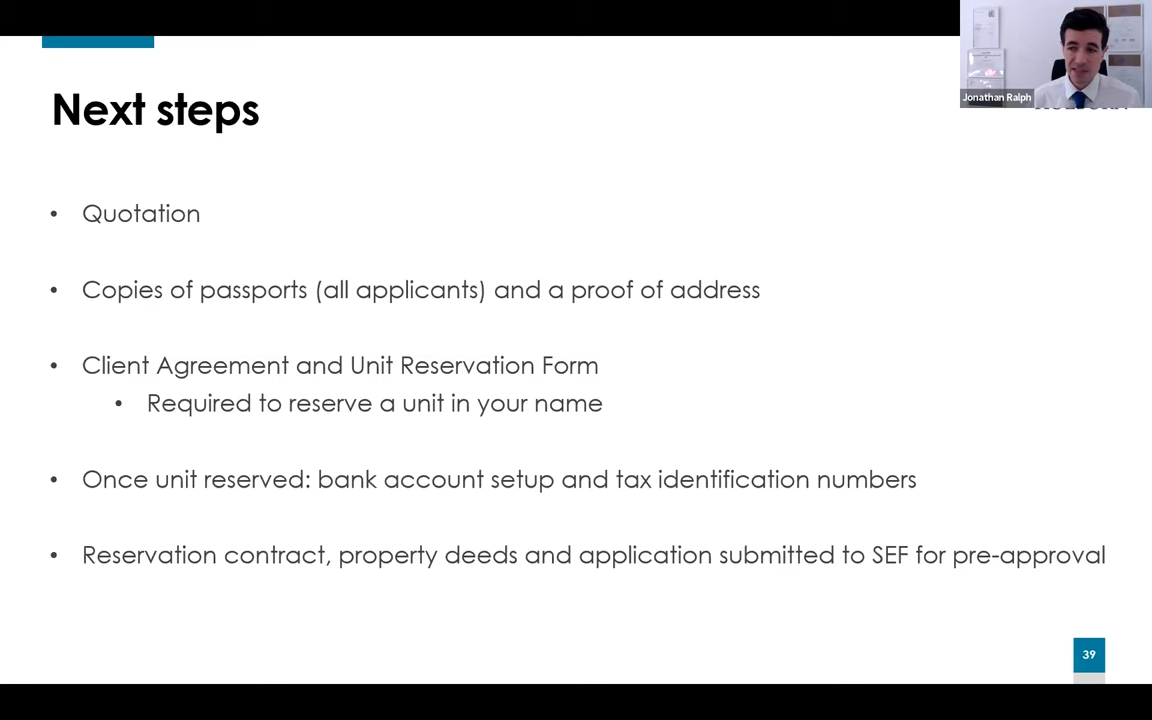 Jonathan Ralph
Next steps
• Quotation
• Copies of passports (all applicants) and a proof of address
• Client Agreement and Unit Reservation Form
• Required to reserve a unit in your name
• Once unit reserved: bank account setup and tax identification numbers
• Reservation contract, property deeds and application submitted to SEF for pre-approval
39